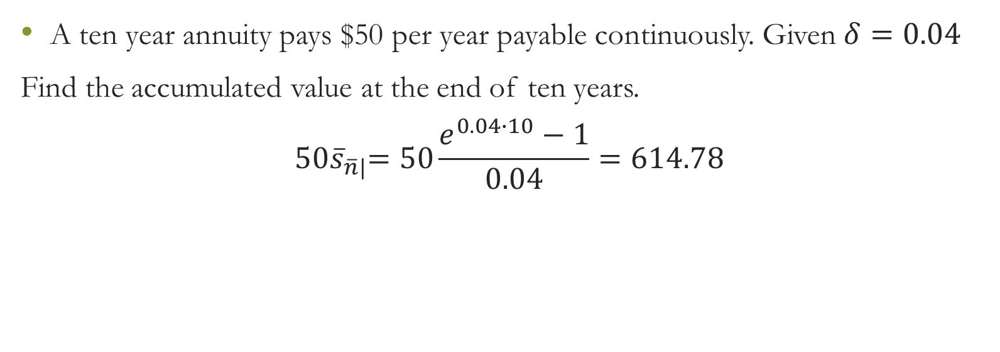 • A ten year annuity pays $50 per year payable continuously. Given 𝛿 = 0.04
Find the accumulated value at the end of ten years.
$50\bar{s}_{\bar{n}|} = 50\frac{e^{0.04 \cdot 10} - 1}{0.04} = 614.78$